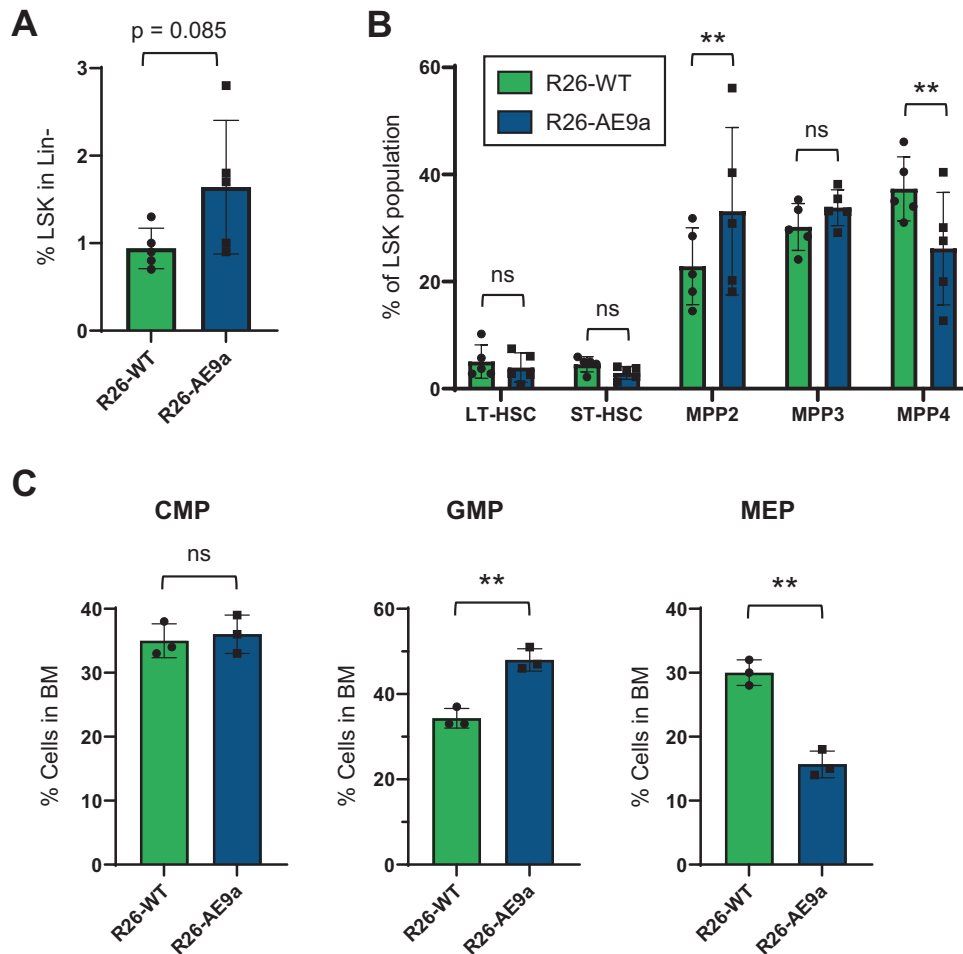 A
p = 0.085
% LSK in Lin-
3
2
1
0
R26-WT
R26-AE9a
B
% of LSK population
60
40
20
0
R26-WT
R26-AE9a
ns
ns
**
ns
**
LT-HSC
ST-HSC
MPP2
MPP3
MPP4
C
CMP
ns
% Cells in BM
40
30
20
10
0
R26-WT
R26-AE9a
GMP
**
% Cells in BM
60
40
20
0
R26-WT
R26-AE9a
MEP
**
% Cells in BM
40
30
20
10
0
R26-WT
R26-AE9a